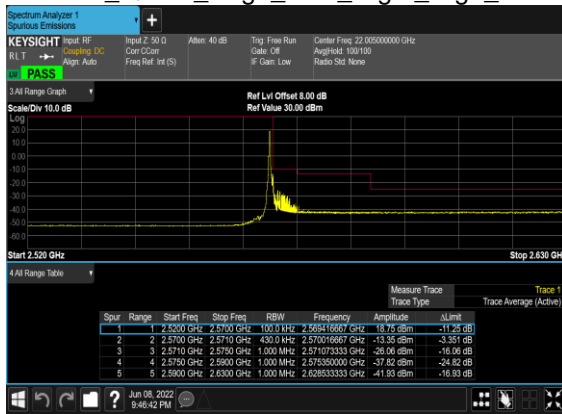 Spectrum Analyzer 1
Spurious Emissions
KEYSIGHT Input: RF Input Z: 50 Ω Atten: 40 dB Trig: Free Run Center Freq: 22.005000000 GHz
RLT Coupling: DC Corr CCorr Gate: Off Avg|Hold: 100/100
Align: Auto Freq Ref: Int (S) IF Gain: Low Radio Std: None
PASS
3 All Range Graph
Ref Lvl Offset 8.00 dB
Scale/Div 10.0 dB Ref Value 30.00 dBm
Log
20.0
10.0
0.00
-10.0
-20.0
-30.0
-40.0
-50.0
-60.0
Start 2.520 GHz Stop 2.630 GHz
4 All Range Table
Measure Trace Trace 1
Trace Type Trace Average (Active)
Spur Range Start Freq Stop Freq RBW Frequency Amplitude ΔLimit
1 1 2.5200 GHz 2.5700 GHz 100.0 kHz 2.569416667 GHz 18.75 dBm -11.25 dB
2 2 2.5700 GHz 2.5710 GHz 430.0 kHz 2.570016667 GHz -13.35 dBm -3.351 dB
3 3 2.5710 GHz 2.5750 GHz 1.000 MHz 2.571073333 GHz -26.06 dBm -16.06 dB
4 4 2.5750 GHz 2.5900 GHz 1.000 MHz 2.575350000 GHz -37.82 dBm -24.82 dB
5 5 2.5900 GHz 2.6300 GHz 1.000 MHz 2.628533333 GHz -41.93 dBm -16.93 dB
? Jun 08, 2022
9:46:42 PM